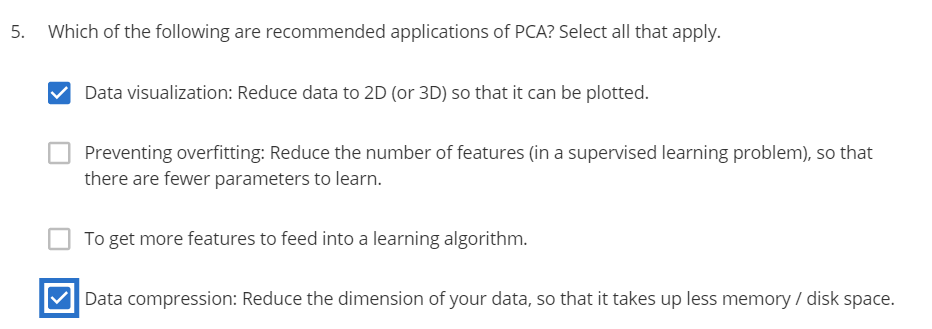 5. Which of the following are recommended applications of PCA? Select all that apply.
Data visualization: Reduce data to 2D (or 3D) so that it can be plotted.
Preventing overfitting: Reduce the number of features (in a supervised learning problem), so that
there are fewer parameters to learn.
To get more features to feed into a learning algorithm.
Data compression: Reduce the dimension of your data, so that it takes up less memory / disk space.